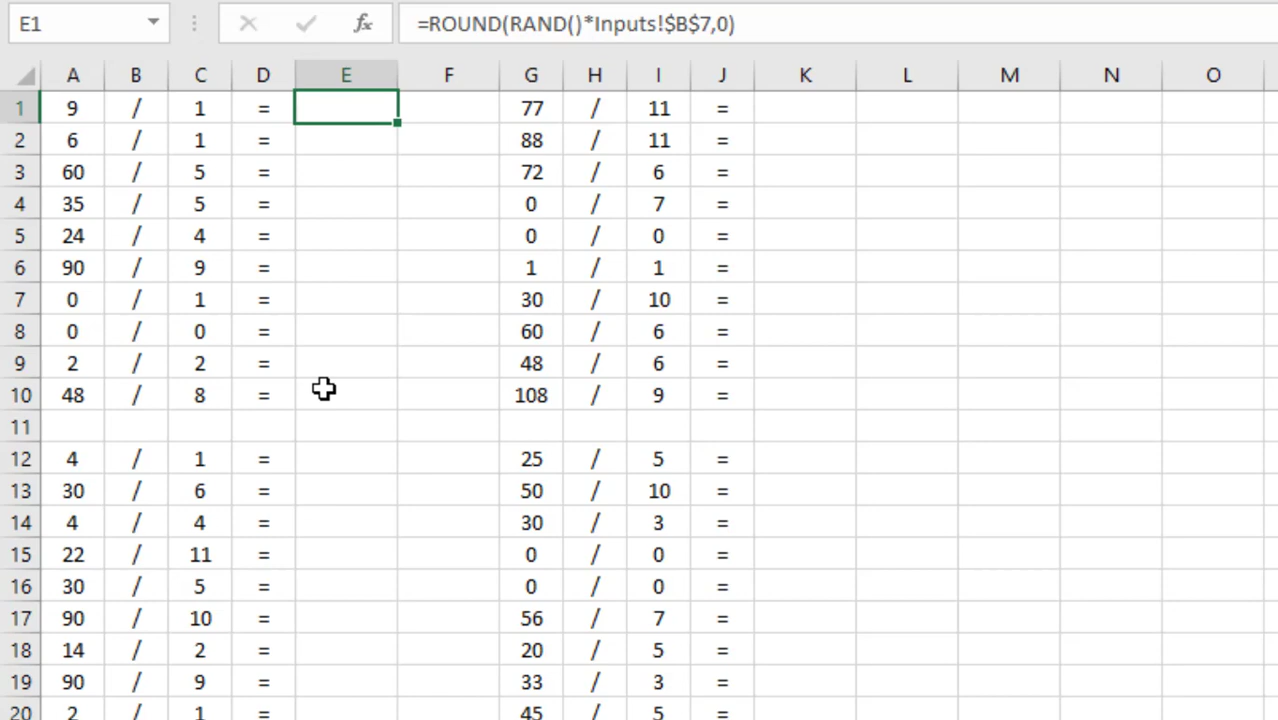 E1 fx =ROUND(RAND()*Inputs!$B$7,0)
A B C D E F G H I J K L M N O
1 9 / 1 = 77 / 11 =
2 6 / 1 = 88 / 11 =
3 60 / 5 = 72 / 6 =
4 35 / 5 = 0 / 7 =
5 24 / 4 = 0 / 0 =
6 90 / 9 = 1 / 1 =
7 0 / 1 = 30 / 10 =
8 0 / 0 = 60 / 6 =
9 2 / 2 = 48 / 6 =
10 48 / 8 = 108 / 9 =
11
12 4 / 1 = 25 / 5 =
13 30 / 6 = 50 / 10 =
14 4 / 4 = 30 / 3 =
15 22 / 11 = 0 / 0 =
16 30 / 5 = 0 / 0 =
17 90 / 10 = 56 / 7 =
18 14 / 2 = 20 / 5 =
19 90 / 9 = 33 / 3 =
20 2 / 1 = 45 / 5 =